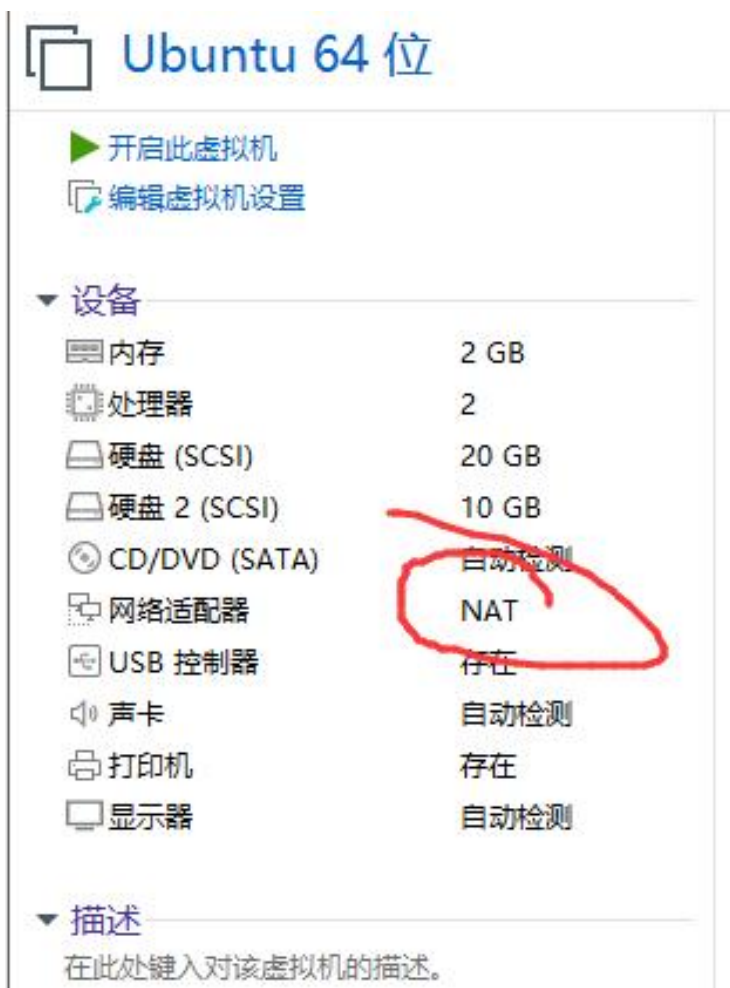 Ubuntu 64 位
开启此虚拟机
编辑虚拟机设置
设备
内存 2 GB
处理器 2
硬盘 (SCSI) 20 GB
硬盘 2 (SCSI) 10 GB
CD/DVD (SATA) 自动检测
网络适配器 NAT
USB 控制器 存在
声卡 自动检测
打印机 存在
显示器 自动检测
描述
在此处键入对该虚拟机的描述。